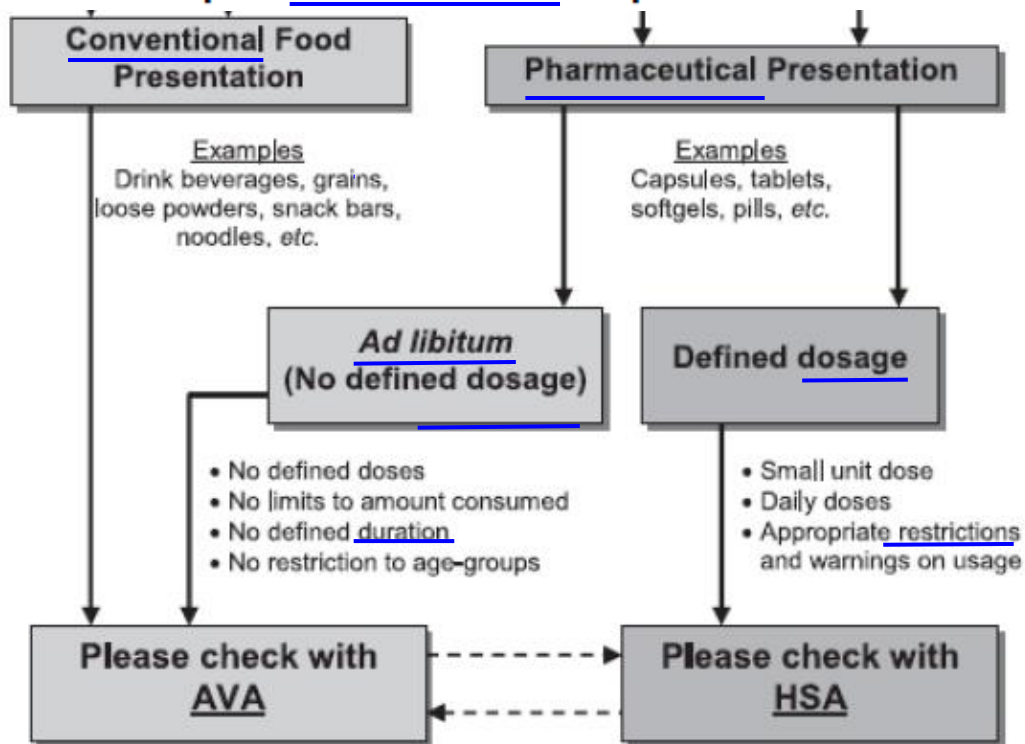 Conventional Food
Presentation
Pharmaceutical Presentation
Examples
Drink beverages, grains,
loose powders, snack bars,
noodles, etc.
Examples
Capsules, tablets,
softgels, pills, etc.
Ad libitum
(No defined dosage)
Defined dosage
• No defined doses
• No limits to amount consumed
• No defined duration
• No restriction to age-groups
• Small unit dose
• Daily doses
• Appropriate restrictions
and warnings on usage
Please check with
AVA
Please check with
HSA